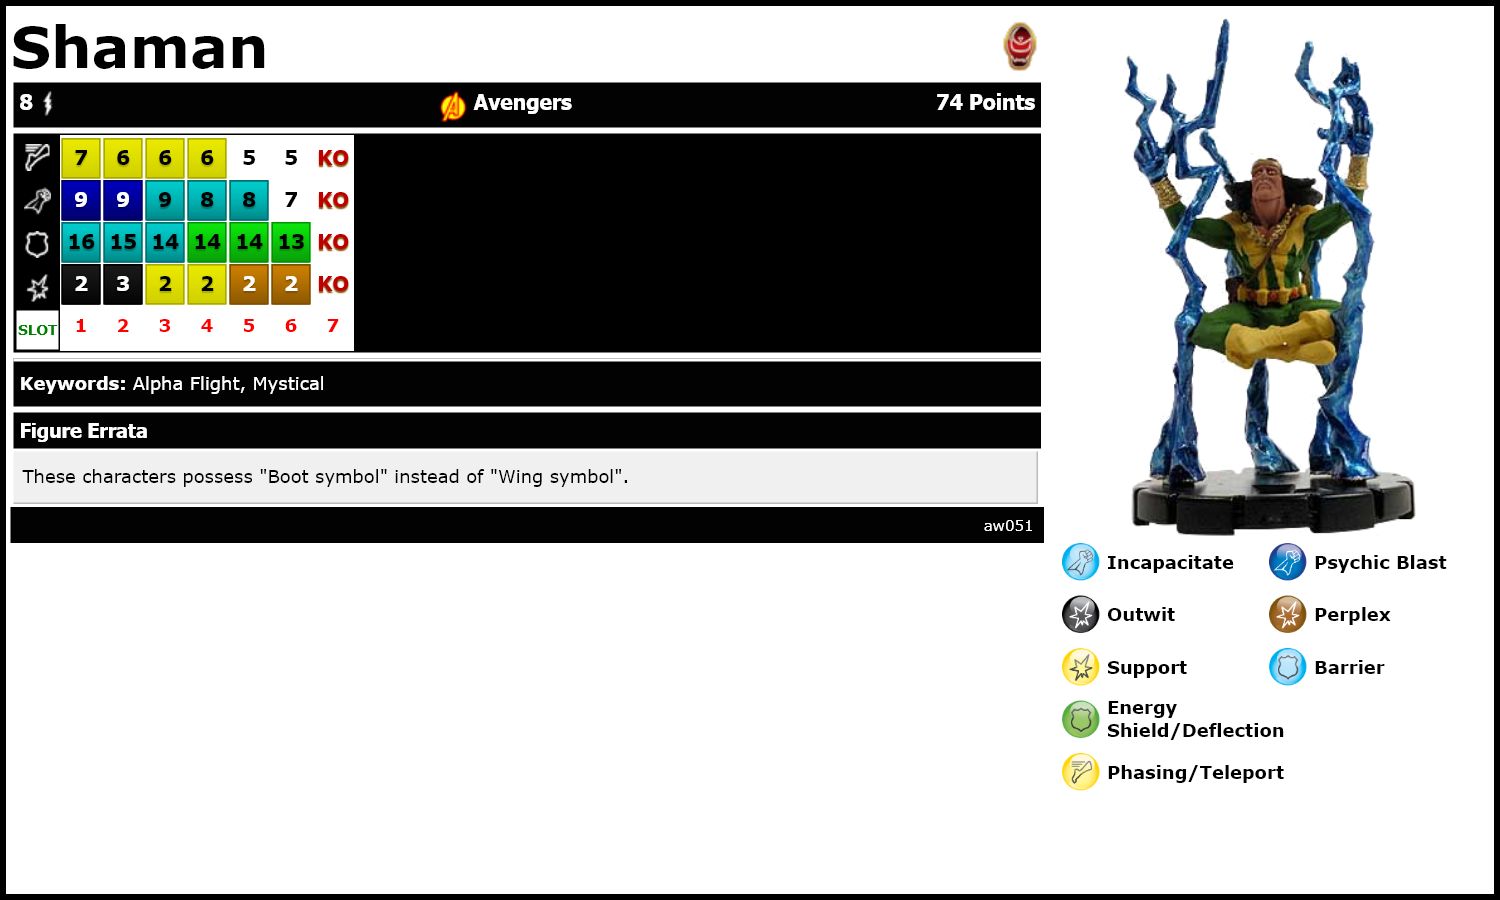 Shaman
8 Avengers 74 Points
7 6 6 6 5 5 KO
9 9 9 8 8 7 KO
16 15 14 14 14 13 KO
2 3 2 2 2 2 KO
SLOT 1 2 3 4 5 6 7
Keywords: Alpha Flight, Mystical
Figure Errata
These characters possess "Boot symbol" instead of "Wing symbol".
aw051
Incapacitate
Psychic Blast
Outwit
Perplex
Support
Barrier
Energy
Shield/Deflection
Phasing/Teleport